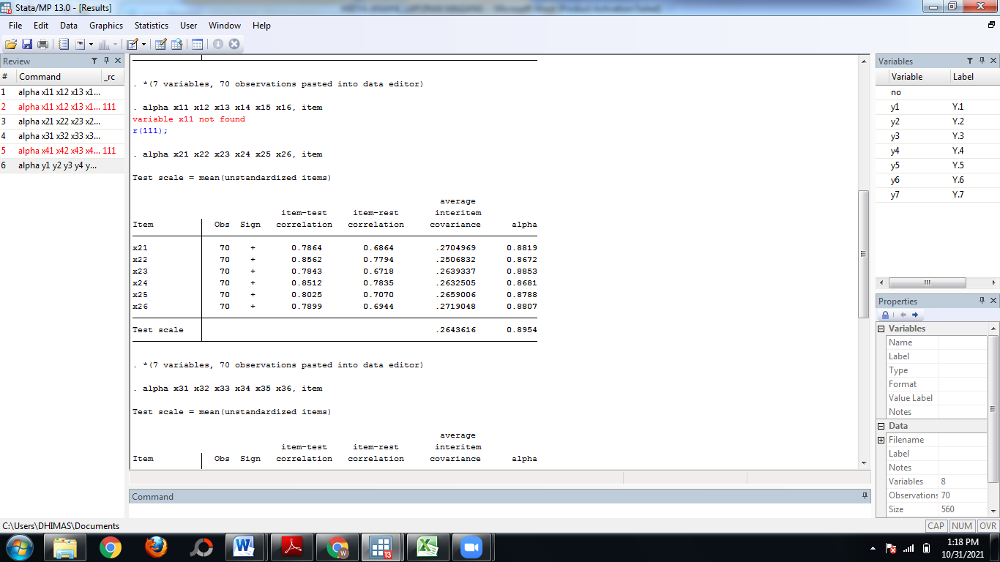 Stata/MP 13.0 - [Results]
File Edit Data Graphics Statistics User Window Help
Review
# Command _rc
1 alpha x11 x12 x13 x1...
2 alpha x11 x12 x13 x1... 111
3 alpha x21 x22 x23 x2...
4 alpha x31 x32 x33 x3...
5 alpha x41 x42 x43 x4... 111
6 alpha y1 y2 y3 y4 y...
. *(7 variables, 70 observations pasted into data editor)
. alpha x11 x12 x13 x14 x15 x16, item
variable x11 not found
r(111);
. alpha x21 x22 x23 x24 x25 x26, item
Test scale = mean(unstandardized items)
average
item-test item-rest interitem
Item Obs Sign correlation correlation covariance alpha
x21 70 + 0.7864 0.6864 .2704969 0.8819
x22 70 + 0.8562 0.7794 .2506832 0.8672
x23 70 + 0.7843 0.6718 .2639337 0.8853
x24 70 + 0.8512 0.7835 .2632505 0.8681
x25 70 + 0.8025 0.7070 .2659006 0.8788
x26 70 + 0.7899 0.6944 .2719048 0.8807
Test scale .2643616 0.8954
. *(7 variables, 70 observations pasted into data editor)
. alpha x31 x32 x33 x34 x35 x36, item
Test scale = mean(unstandardized items)
average
item-test item-rest interitem
Item Obs Sign correlation correlation covariance alpha
Command
Variables
Variable Label
no
y1 Y.1
y2 Y.2
y3 Y.3
y4 Y.4
y5 Y.5
y6 Y.6
y7 Y.7
Properties
Variables
Name
Label
Type
Format
Value Label
Notes
Data
Filename
Label
Notes
Variables 8
Observations 70
Size 560
C:\Users\DHIMAS\Documents
CAP NUM OVR
13
W
1:18 PM
10/31/2021